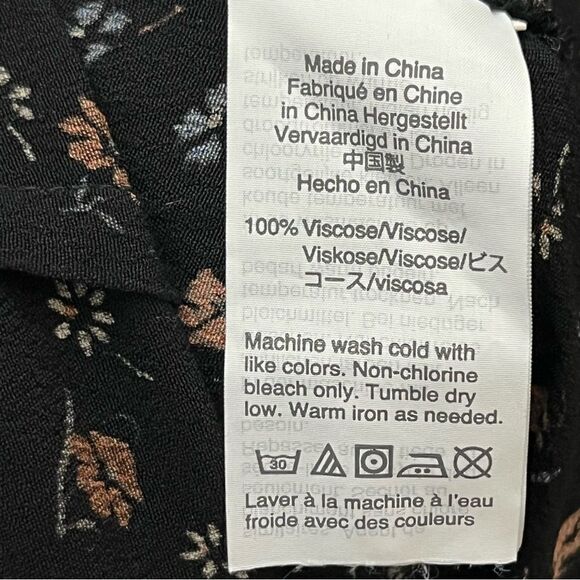 Made in China
Fabriqué en Chine
in China Hergestellt
Vervaardigd in China
中国製
Hecho en China
100% Viscose/Viscose/
Viskose/Viscose/ビス
コース/viscosa
Machine wash cold with
like colors. Non-chlorine
bleach only. Tumble dry
low. Warm iron as needed.
30
Laver à la machine à l'eau
froide avec des couleurs